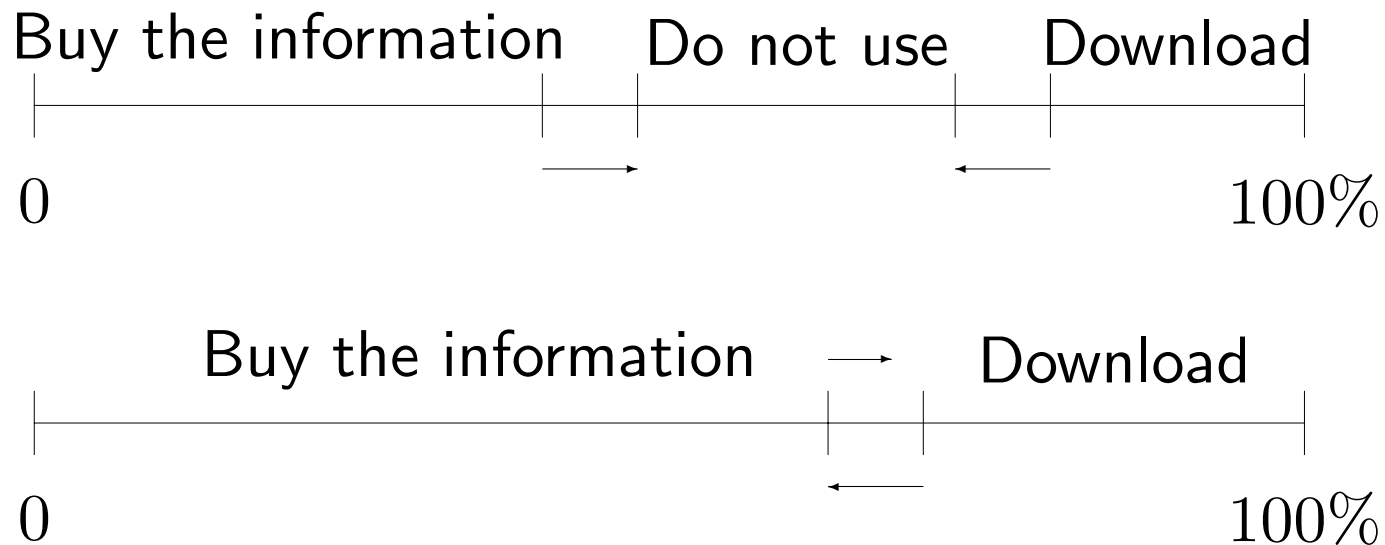 Buy the information Do not use Download
0 100%
Buy the information Download
0 100%